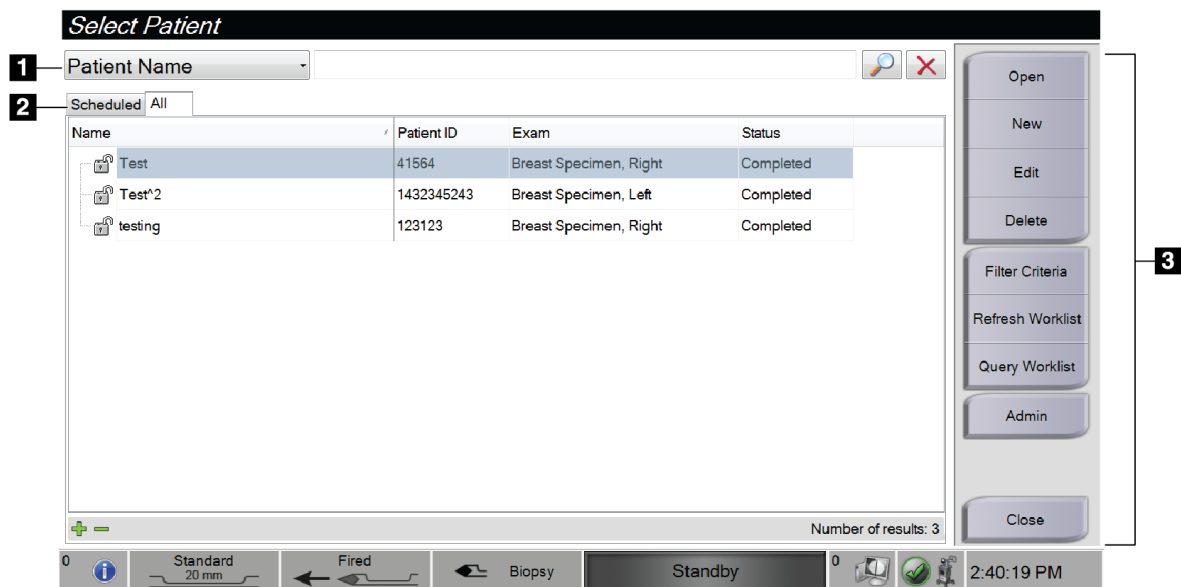 Select Patient
1
Patient Name
2
Scheduled All
Name Patient ID Exam Status
Test 41564 Breast Specimen, Right Completed
Test^2 1432345243 Breast Specimen, Left Completed
testing 123123 Breast Specimen, Right Completed
Number of results: 3
Open
New
Edit
Delete
Filter Criteria
Refresh Worklist
Query Worklist
Admin
Close
3
0 Standard 20 mm Fired Biopsy Standby 0 2:40:19 PM